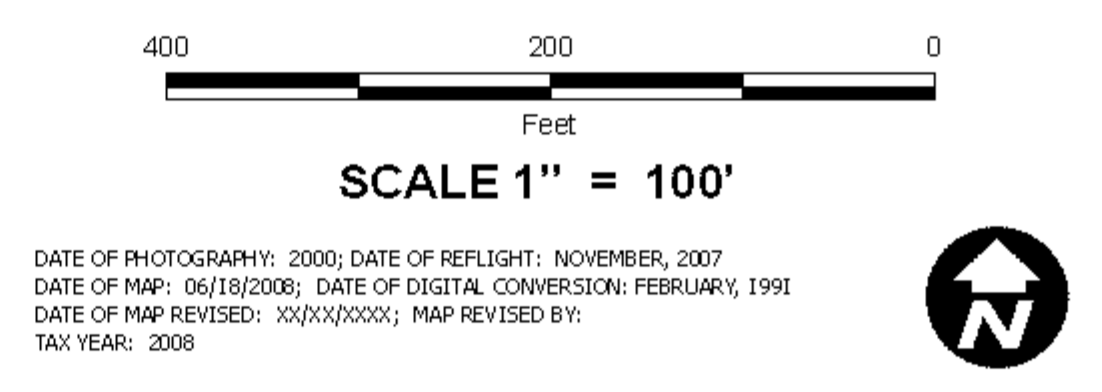 400 200 0
Feet
SCALE 1” = 100’
DATE OF PHOTOGRAPHY: 2000; DATE OF REFLIGHT: NOVEMBER, 2007
DATE OF MAP: 06/18/2008; DATE OF DIGITAL CONVERSION: FEBRUARY, 1991
DATE OF MAP REVISED: XX/XX/XXXX; MAP REVISED BY:
TAX YEAR: 2008
N